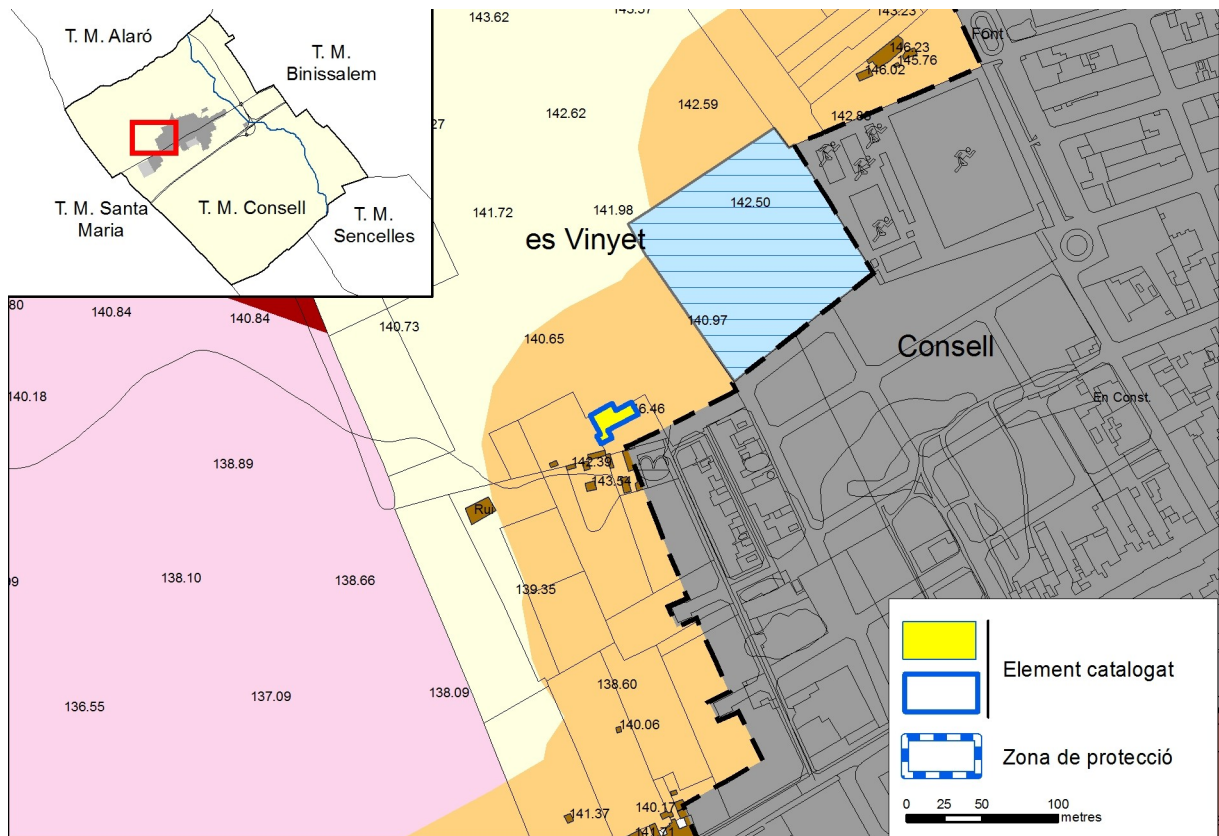 T. M. Alaró
T. M.
Binissalem
T. M. Santa
Maria
T. M. Consell
T. M.
Sencelles
143.62
143.23
Font
146.23
145.76
146.02
142.59
142.62
27
142.50
141.72
141.98
es Vinyet
80
140.84
140.84
140.73
140.97
140.65
Consell
140.18
En Const.
6.46
138.89
142.39
143.54
Rui
138.10
138.66
139.35
138.60
136.55
137.09
138.09
140.06
141.37
140.17
Element catalogat
Zona de protecció
0 25 50 100
metres